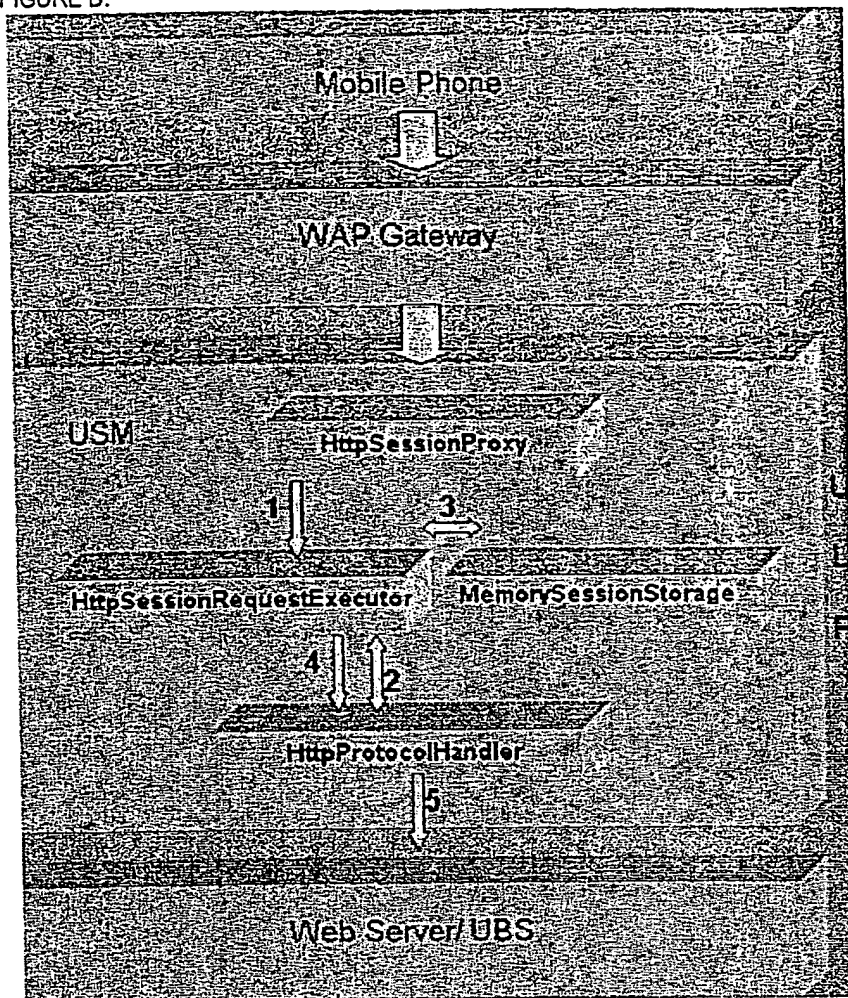 Mobile Phone
WAP Gateway
USM
HttpSessionProxy
1
3
HttpSessionRequestExecutor
MemorySessionStorage
4
2
HttpProtocolHandler
5
Web Server/ UBS